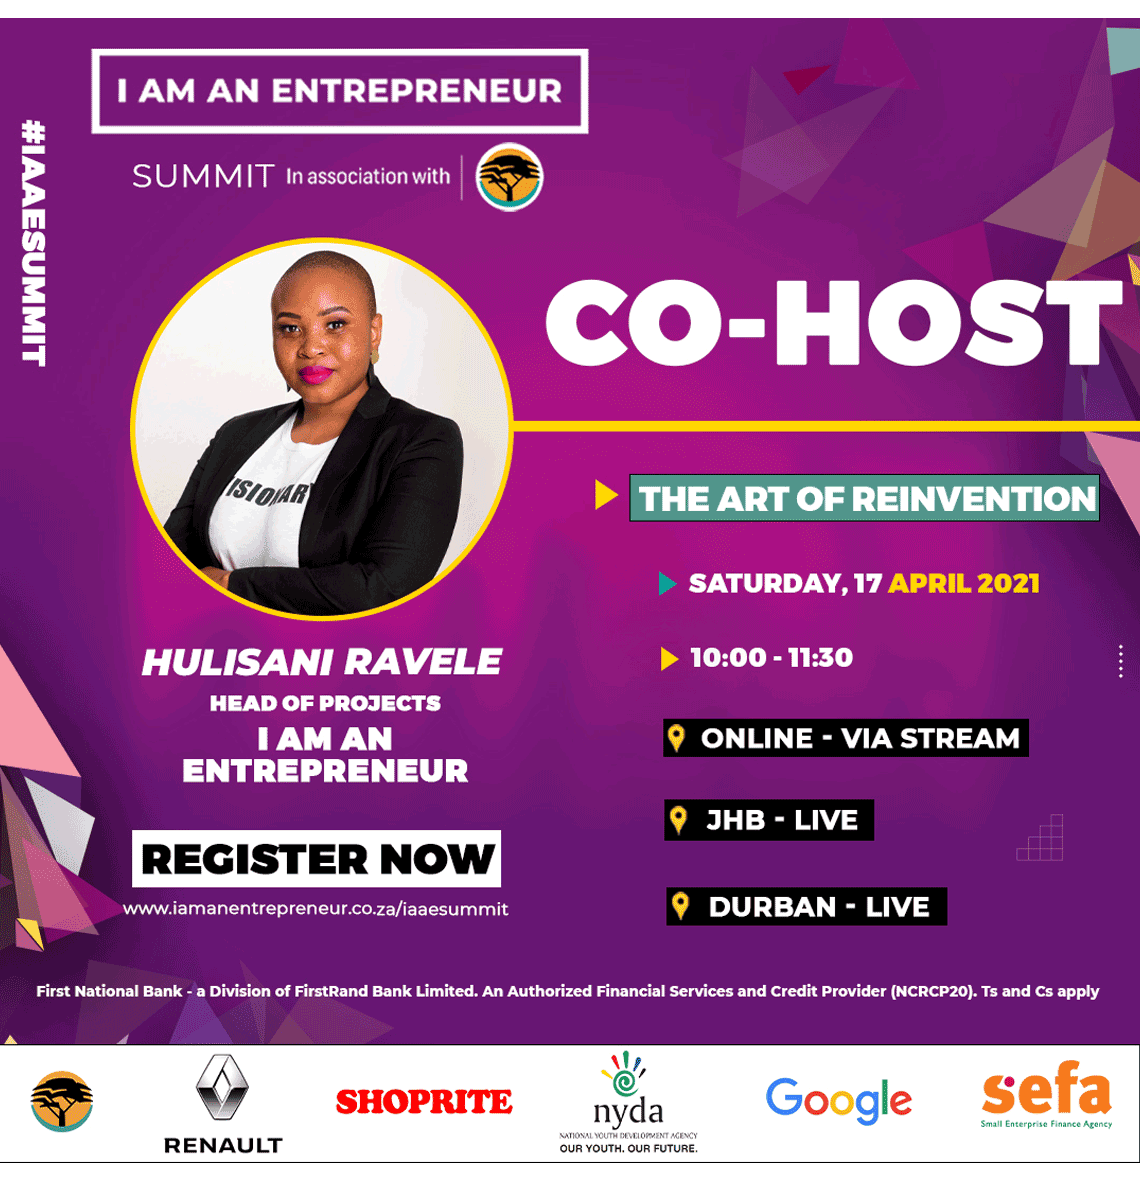 I AM AN ENTREPRENEUR
SUMMIT In association with
#IAAESUMMIT
CO-HOST
ISIONAR
THE ART OF REINVENTION
SATURDAY, 17 APRIL 2021
10:00 - 11:30
ONLINE - VIA STREAM
JHB - LIVE
DURBAN - LIVE
HULISANI RAVELE
HEAD OF PROJECTS
I AM AN
ENTREPRENEUR
REGISTER NOW
www.iamanentrepreneur.co.za/iaaesummit
First National Bank - a Division of FirstRand Bank Limited. An Authorized Financial Services and Credit Provider (NCRCP20). Ts and Cs apply
RENAULT
SHOPRITE
nyda
NATIONAL YOUTH DEVELOPMENT AGENCY
OUR YOUTH. OUR FUTURE.
Google
sefa
Small Enterprise Finance Agency